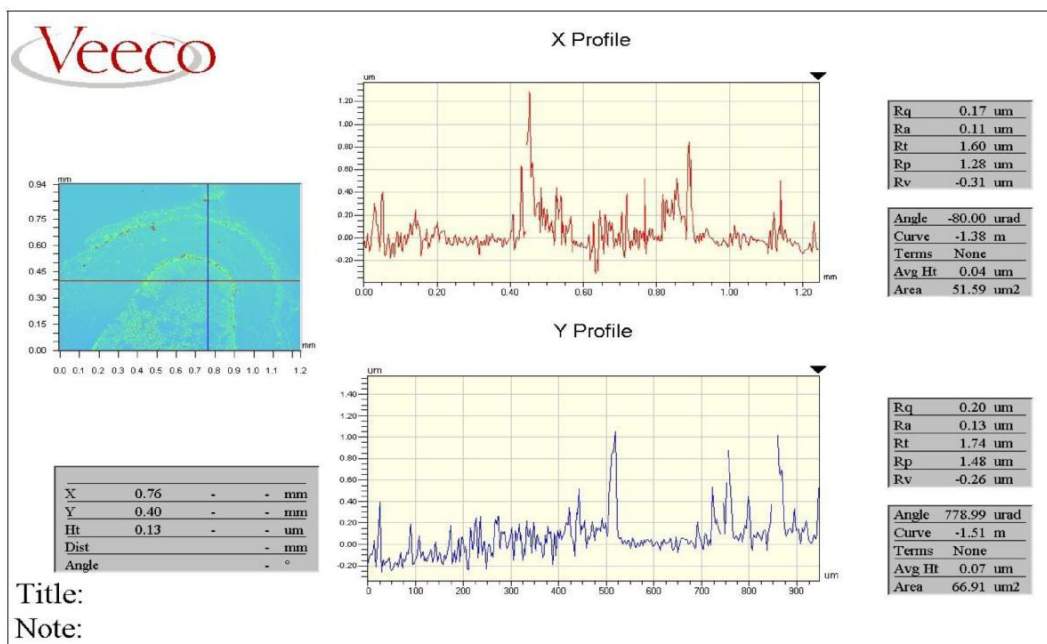 Veeco
X Profile
um
1.20
1.00
0.80
0.60
0.40
0.20
0.00
-0.20
0.00 0.20 0.40 0.60 0.80 1.00 1.20
mm
Rq 0.17 um
Ra 0.11 um
Rt 1.60 um
Rp 1.28 um
Rv -0.31 um
Angle -80.00 urad
Curve -1.38 m
Terms None
Avg Ht 0.04 um
Area 51.59 um2
mm
0.94
0.75
0.60
0.45
0.30
0.15
0.00
mm
0.0 0.1 0.2 0.3 0.4 0.5 0.6 0.7 0.8 0.9 1.0 1.1 1.2
Y Profile
um
1.40
1.20
1.00
0.80
0.60
0.40
0.20
0.00
-0.20
um
0 100 200 300 400 500 600 700 800 900
Rq 0.20 um
Ra 0.13 um
Rt 1.74 um
Rp 1.48 um
Rv -0.26 um
Angle 778.99 urad
Curve -1.51 m
Terms None
Avg Ht 0.07 um
Area 66.91 um2
X 0.76 - - mm
Y 0.40 - - mm
Ht 0.13 - - um
Dist - mm
Angle - °
Title:
Note: